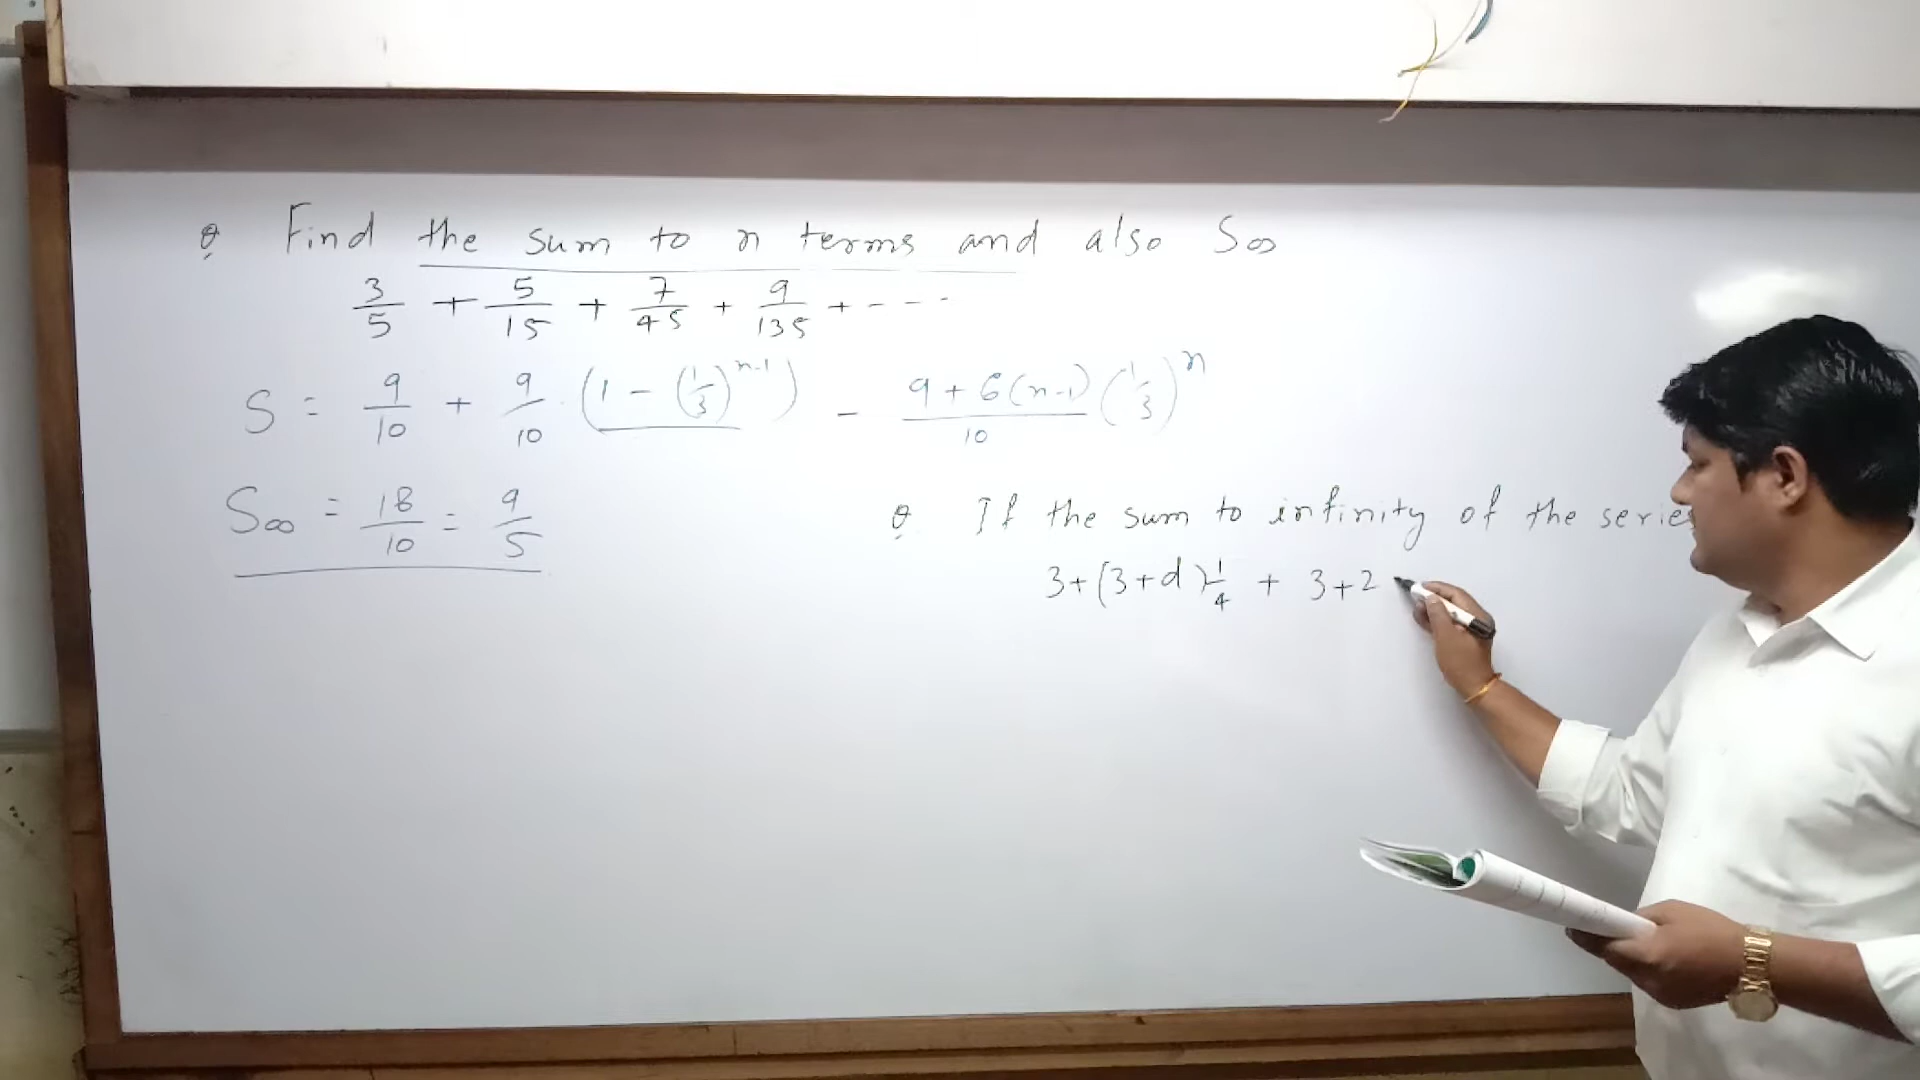 Q. Find the sum to n terms and also S∞
3/5 + 5/15 + 7/45 + 9/135 + - - -
S = 9/10 + 9/10 · (1 - (1/3)^(n-1)) - (9 + 6(n-1))/10 (1/3)^n
S∞ = 18/10 = 9/5
Q. If the sum to infinity of the series
3+(3+d)1/4 + 3+2